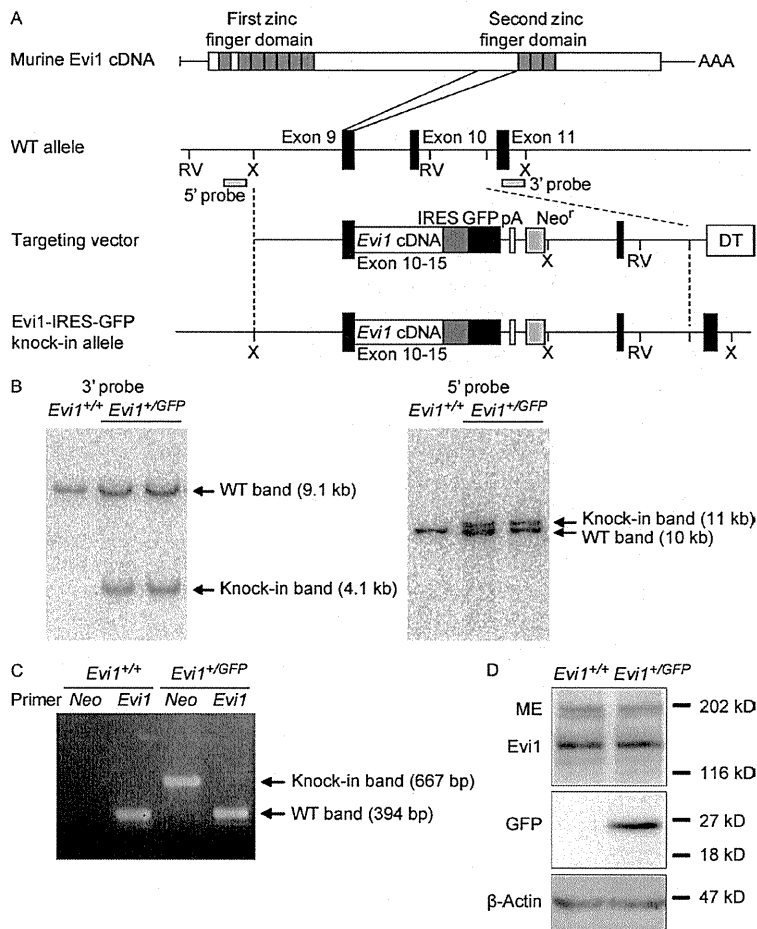 A
First zinc
finger domain
Second zinc
finger domain
Murine Evi1 cDNA
AAA
WT allele
Exon 9
Exon 10
Exon 11
RV
X
RV
X
5' probe
3' probe
IRES GFP pA
Neoʳ
Targeting vector
Evi1 cDNA
DT
Exon 10-15
X
RV
Evi1-IRES-GFP
knock-in allele
Evi1 cDNA
X
Exon 10-15
X
RV
X
B
3' probe
Evi1+/+ Evi1+/GFP
WT band (9.1 kb)
Knock-in band (4.1 kb)
5' probe
Evi1+/+ Evi1+/GFP
Knock-in band (11 kb)
WT band (10 kb)
C
Evi1+/+ Evi1+/GFP
Primer Neo Evi1 Neo Evi1
Knock-in band (667 bp)
WT band (394 bp)
D
Evi1+/+ Evi1+/GFP
ME
202 kD
Evi1
116 kD
GFP
27 kD
18 kD
β-Actin
47 kD